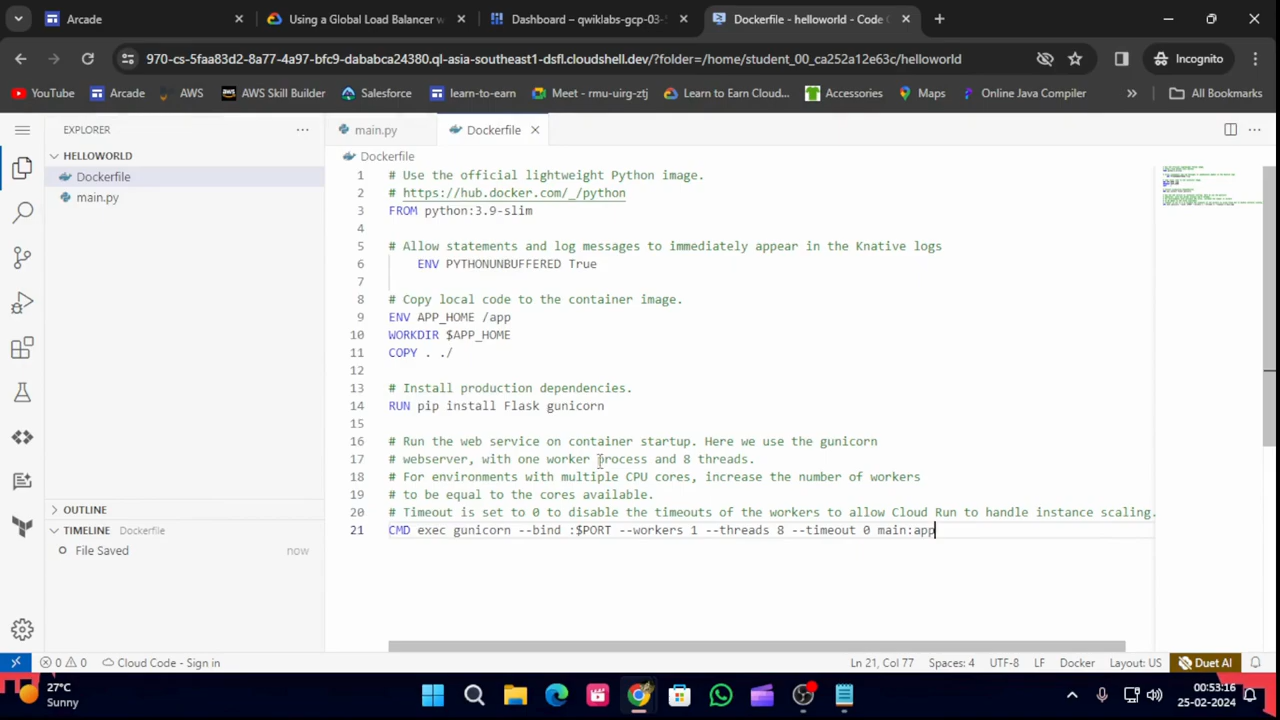 Arcade
Using a Global Load Balancer w
Dashboard – qwiklabs-gcp-03-
Dockerfile - helloworld - Code
970-cs-5faa83d2-8a77-4a97-bfc9-dababca24380.ql-asia-southeast1-dsfl.cloudshell.dev/?folder=/home/student_00_ca252a12e63c/helloworld
Incognito
YouTube
Arcade
AWS
AWS Skill Builder
Salesforce
learn-to-earn
Meet - rmu-uirg-ztj
Learn to Earn Cloud...
Accessories
Maps
Online Java Compiler
All Bookmarks
EXPLORER
HELLOWORLD
Dockerfile
main.py
OUTLINE
TIMELINE
File Saved now
main.py
Dockerfile
Dockerfile
1 # Use the official lightweight Python image.
2 # https://hub.docker.com/_/python
3 FROM python:3.9-slim
4
5 # Allow statements and log messages to immediately appear in the Knative logs
6 ENV PYTHONUNBUFFERED True
7
8 # Copy local code to the container image.
9 ENV APP_HOME /app
10 WORKDIR $APP_HOME
11 COPY . ./
12
13 # Install production dependencies.
14 RUN pip install Flask gunicorn
15
16 # Run the web service on container startup. Here we use the gunicorn
17 # webserver, with one worker process and 8 threads.
18 # For environments with multiple CPU cores, increase the number of workers
19 # to be equal to the cores available.
20 # Timeout is set to 0 to disable the timeouts of the workers to allow Cloud Run to handle instance scaling.
21 CMD exec gunicorn --bind :$PORT --workers 1 --threads 8 --timeout 0 main:app
0 0 Cloud Code - Sign in
Ln 21, Col 77 Spaces: 4 UTF-8 LF Docker Layout: US Duet AI
27°C
Sunny
00:53:16
25-02-2024